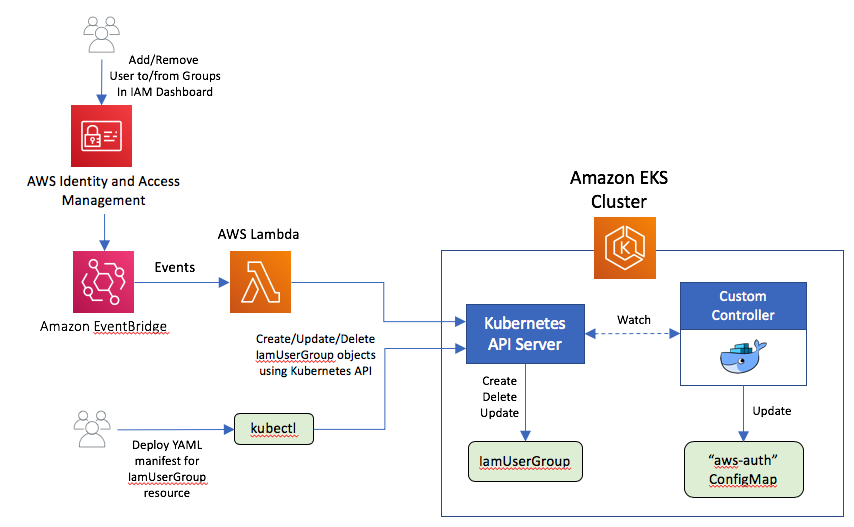 Add/Remove
User to/from Groups
In IAM Dashboard
AWS Identity and Access
Management
Amazon EKS
Cluster
AWS Lambda
Events
Amazon EventBridge
K
Custom
Controller
Kubernetes
API Server
Watch
Create/Update/Delete
IamUserGroup objects
using Kubernetes API
Create
Delete
Update
Update
kubectl
Deploy YAML
manifest for
IamUserGroup
resource
IamUserGroup
“aws-auth”
ConfigMap